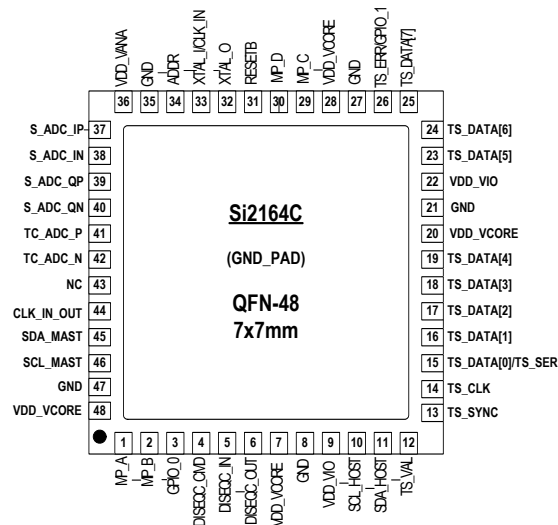 VDD_VANA
GND
ADDR
XTAL_I/CLK_IN
XTAL_O
RESETB
MP_D
MP_C
VDD_VCORE
GND
TS_ERR/GPIO_1
TS_DATA[7]
36 35 34 33 32 31 30 29 28 27 26 25
S_ADC_IP 37
S_ADC_IN 38
S_ADC_QP 39
S_ADC_QN 40
TC_ADC_P 41
TC_ADC_N 42
NC 43
CLK_IN_OUT 44
SDA_MAST 45
SCL_MAST 46
GND 47
VDD_VCORE 48
Si2164C
(GND_PAD)
QFN-48
7x7mm
24 TS_DATA[6]
23 TS_DATA[5]
22 VDD_VIO
21 GND
20 VDD_VCORE
19 TS_DATA[4]
18 TS_DATA[3]
17 TS_DATA[2]
16 TS_DATA[1]
15 TS_DATA[0]/TS_SER
14 TS_CLK
13 TS_SYNC
1 2 3 4 5 6 7 8 9 10 11 12
MP_A
MP_B
GPIO_0
DISEQC_CMD
DISEQC_IN
DISEQC_OUT
VDD_VCORE
GND
VDD_VIO
SCL_HOST
SDA_HOST
TS_VAL